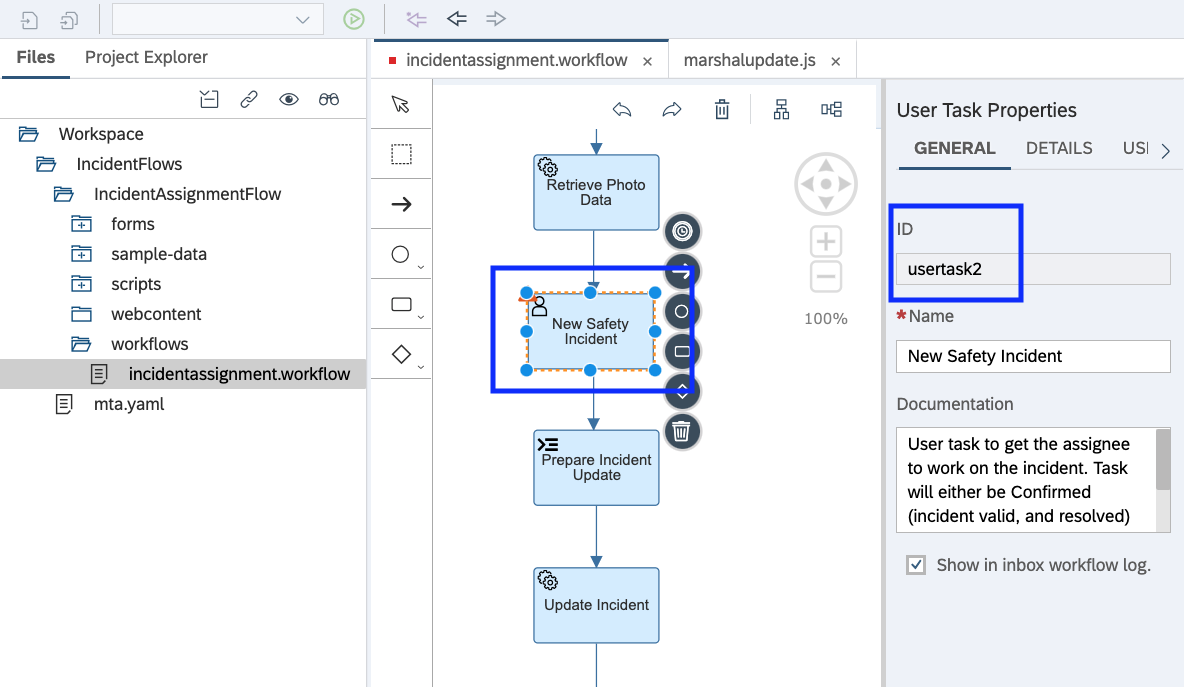 Files
Project Explorer
incidentassignment.workflow
marshalupdate.js
Workspace
IncidentFlows
IncidentAssignmentFlow
forms
sample-data
scripts
webcontent
workflows
incidentassignment.workflow
mta.yaml
Retrieve Photo
Data
New Safety
Incident
Prepare Incident
Update
Update Incident
100%
User Task Properties
GENERAL
DETAILS
ID
usertask2
*Name
New Safety Incident
Documentation
User task to get the assignee
to work on the incident. Task
will either be Confirmed
(incident valid, and resolved)
Show in inbox workflow log.